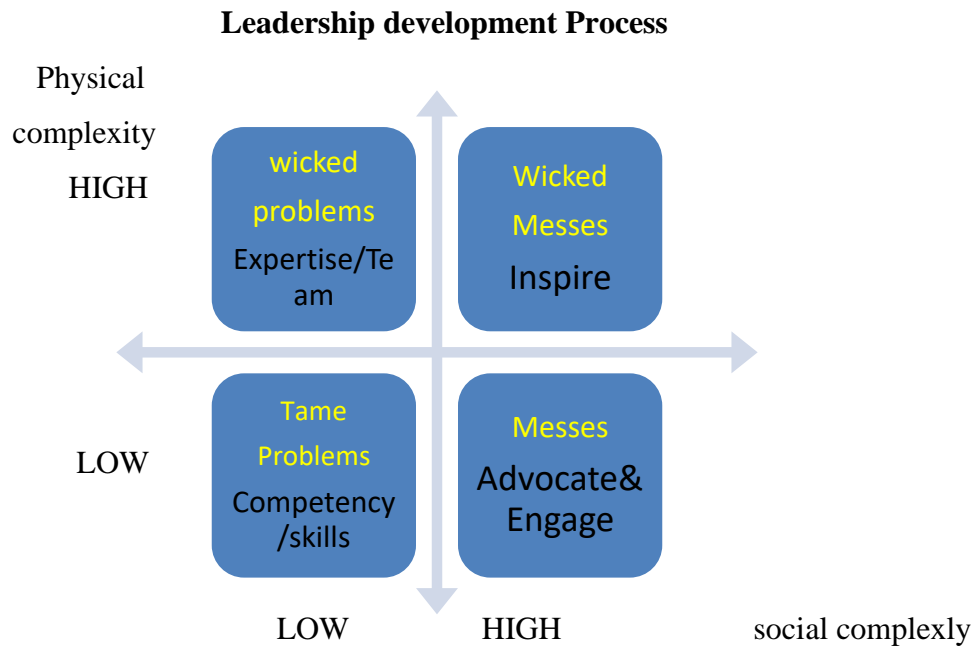 Leadership development Process
Physical
complexity
HIGH
wicked
problems
Expertise/Te
am
Wicked
Messes
Inspire
LOW
Tame
Problems
Competency
/skills
Messes
Advocate&
Engage
LOW
HIGH
social complexly